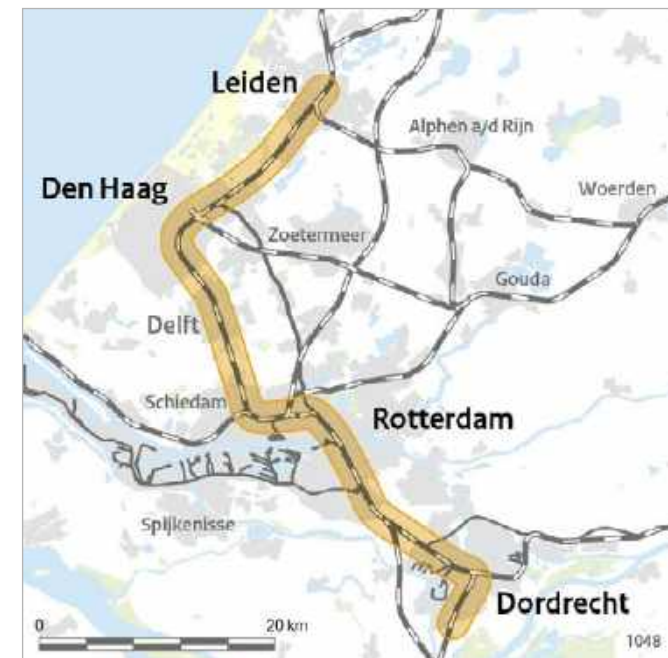 Leiden
Alphen a/d Rijn
Den Haag
Woerden
Zoetermeer
Gouda
Delft
Schiedam
Rotterdam
Spijkenisse
Dordrecht
0 20 km
1048